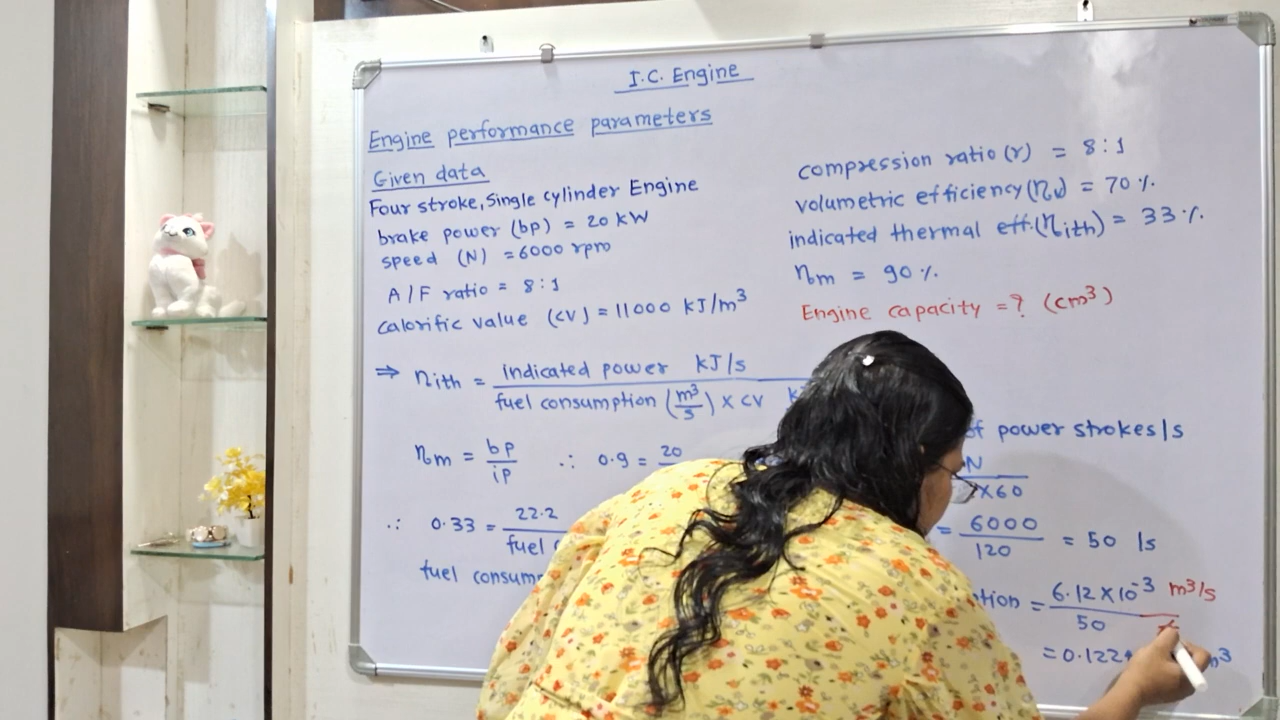 I.C. Engine
Engine performance parameters
Given data
Four stroke, Single cylinder Engine
brake power (bp) = 20 kW
speed (N) = 6000 rpm
A/F ratio = 8:1
calorific value (cv) = 11000 kJ/m³
compression ratio (r) = 8:1
volumetric efficiency (ηv) = 70 %.
indicated thermal eff. (ηith) = 33 %.
ηm = 90 %.
Engine capacity = ? (cm³)
⇒ ηith = indicated power kJ/s
fuel consumption (m³/s) × cv
ηm = bp/ip ∴ 0.9 = 20
∴ 0.33 = 22.2
fuel
fuel
of power strokes/s
N
×60
= 6000/120 = 50 /s
= 6.12 × 10⁻³ m³/s
50
= 0.122